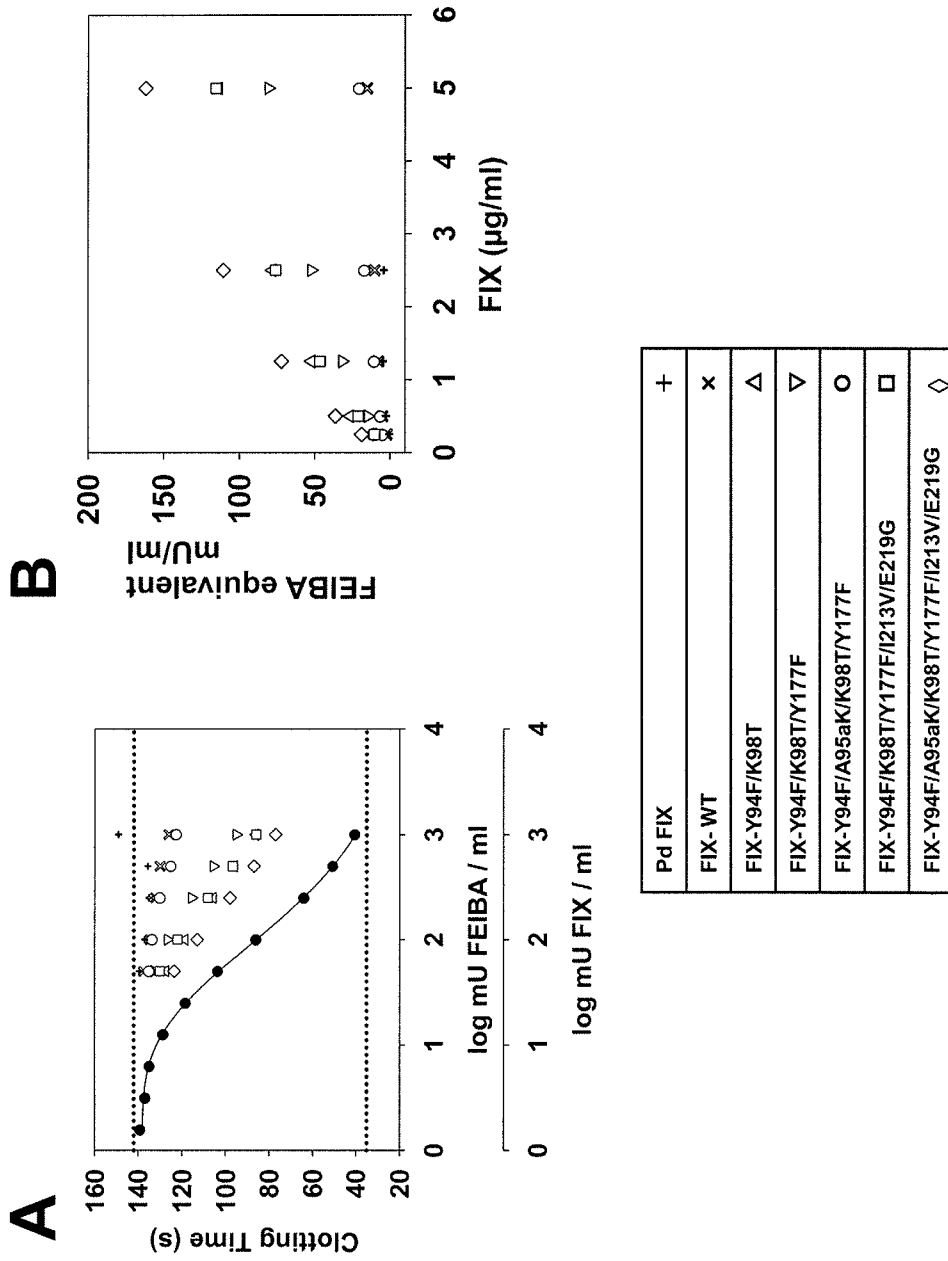 A
160
140
120
100
80
60
40
20
Clotting Time (s)
0 1 2 3 4
log mU FEIBA / ml
0 1 2 3 4
log mU FIX / ml
B
200
150
100
50
0
FEIBA equivalent
mU/ml
0 1 2 3 4 5 6
FIX (µg/ml)
Pd FIX +
FIX- WT ×
FIX-Y94F/K98T △
FIX-Y94F/K98T/Y177F ▽
FIX-Y94F/A95aK/K98T/Y177F O
FIX-Y94F/K98T/Y177F/I213V/E219G □
FIX-Y94F/A95aK/K98T/Y177F/I213V/E219G ◇